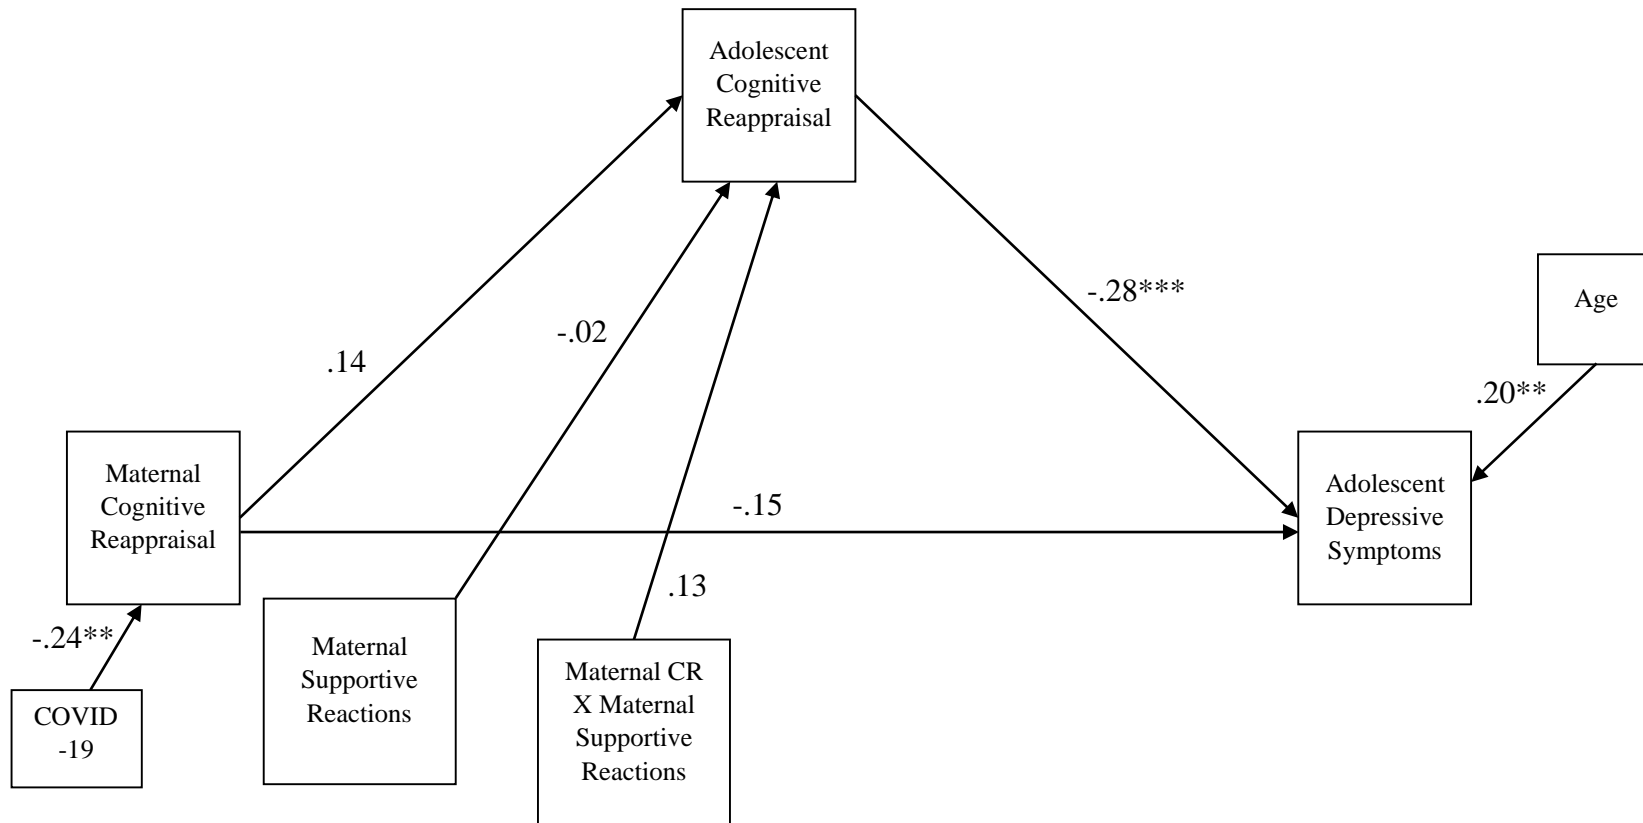 Adolescent
Cognitive
Reappraisal
-.28***
Age
-.02
.14
.20**
Maternal
Cognitive
Reappraisal
-.15
Adolescent
Depressive
Symptoms
.13
-.24**
Maternal
Supportive
Reactions
Maternal CR
X Maternal
Supportive
Reactions
COVID
-19